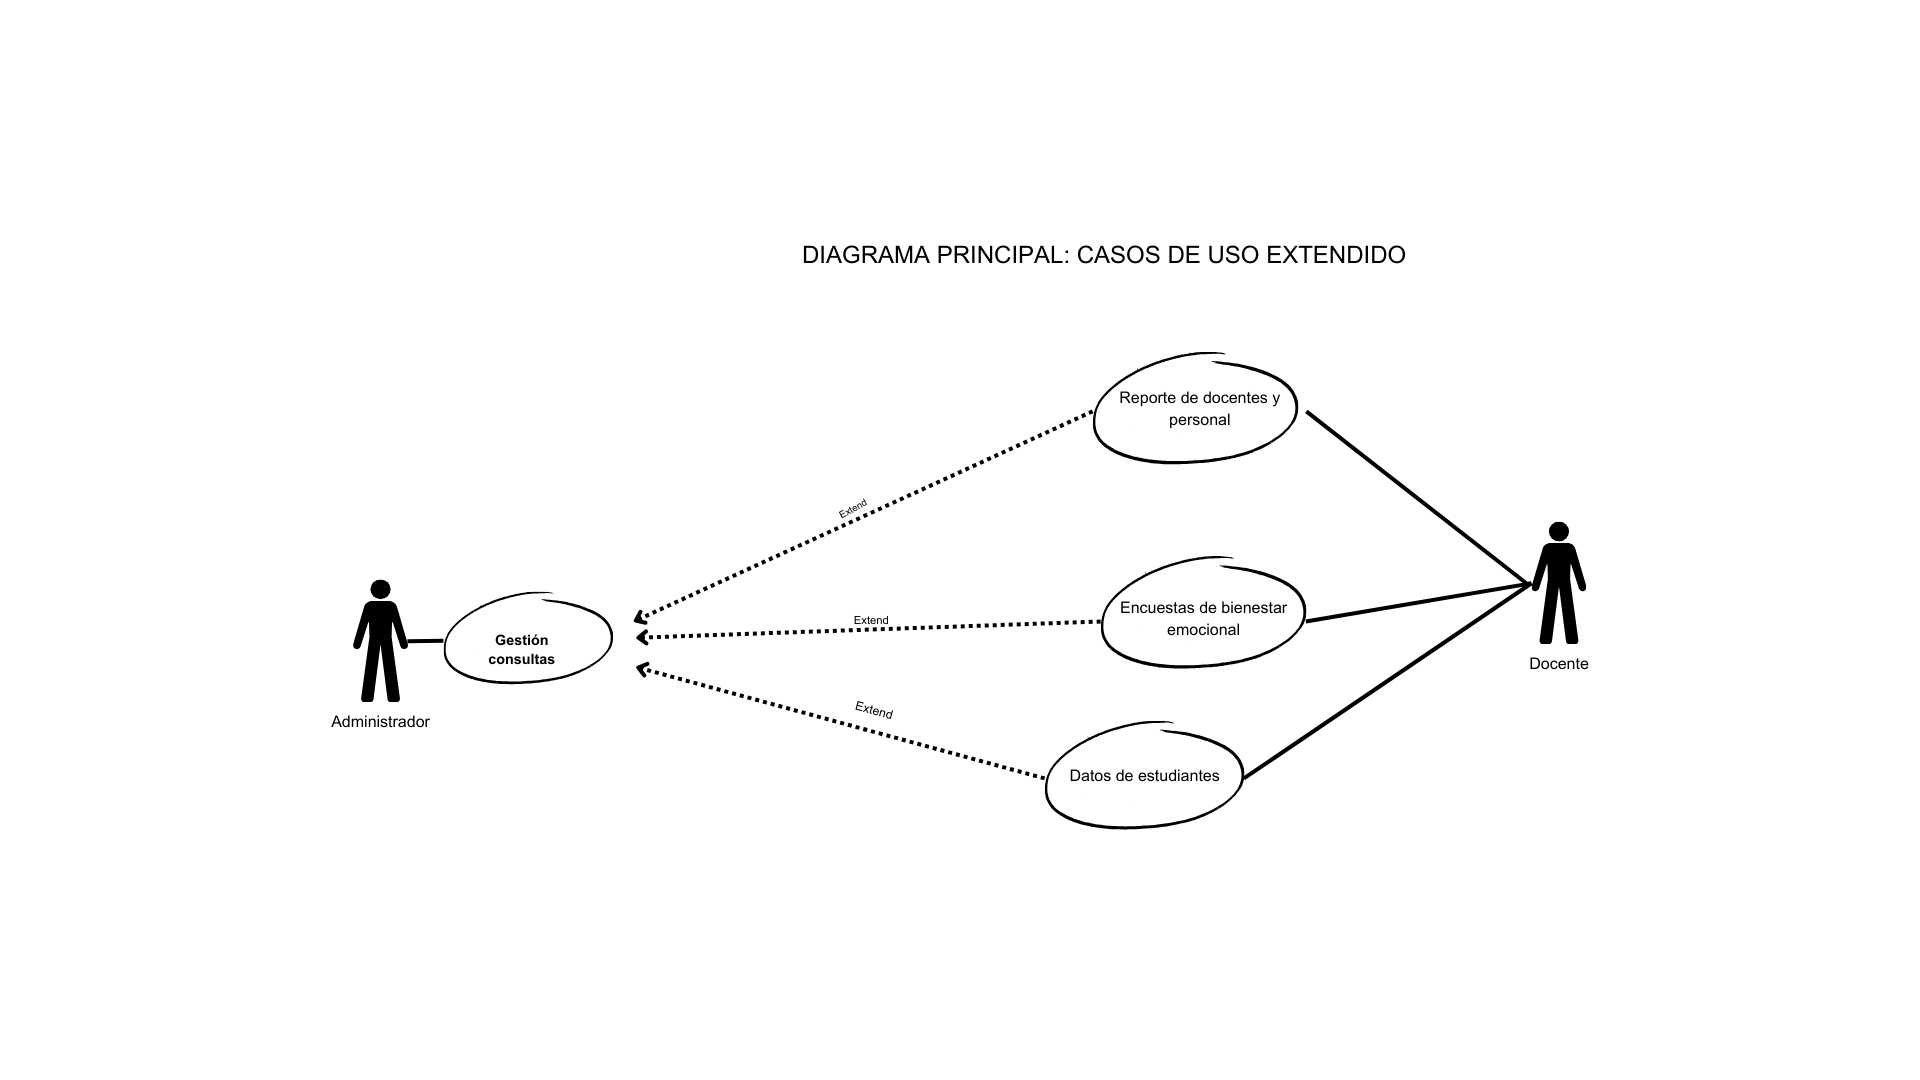 DIAGRAMA PRINCIPAL: CASOS DE USO EXTENDIDO
Reporte de docentes y
personal
Extend
Encuestas de bienestar
emocional
Extend
Gestión
consultas
Docente
Extend
Administrador
Datos de estudiantes